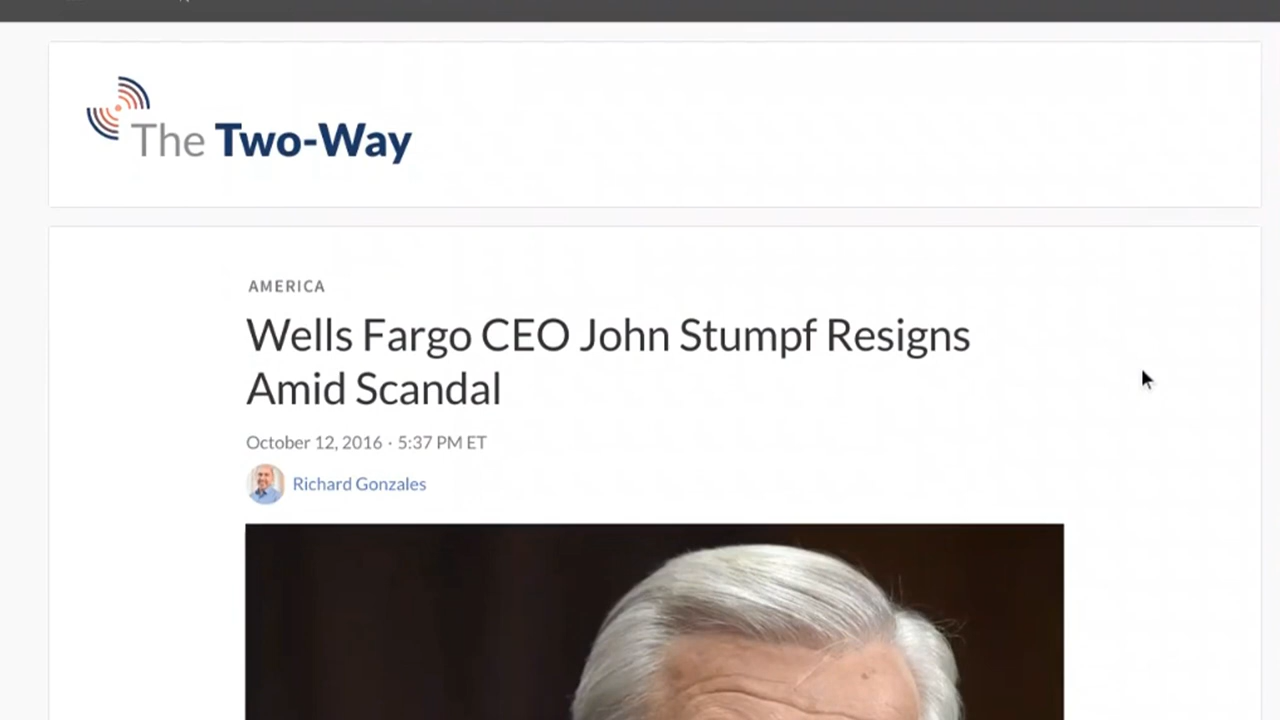 The Two-Way
AMERICA
Wells Fargo CEO John Stumpf Resigns
Amid Scandal
October 12, 2016 · 5:37 PM ET
Richard Gonzales